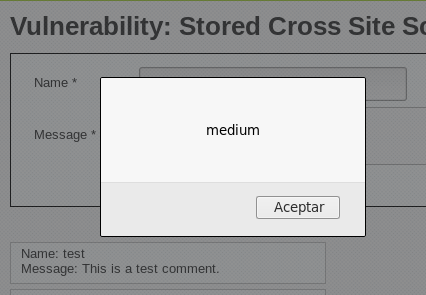 Vulnerability: Stored Cross Site Sc
Name *
medium
Message *
Aceptar
Name: test
Message: This is a test comment.